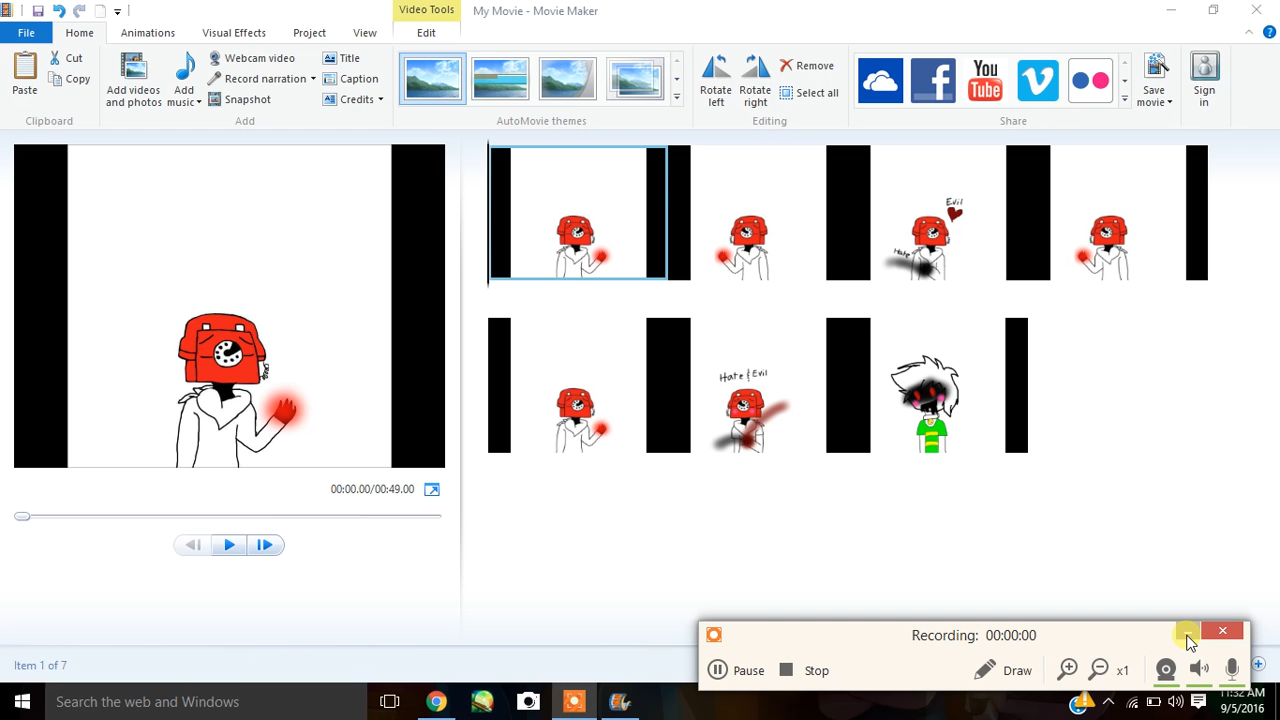 Video Tools
My Movie - Movie Maker
File
Home
Animations
Visual Effects
Project
View
Edit
Paste
Cut
Copy
Clipboard
Add videos
and photos
Add
music
Webcam video
Record narration
Snapshot
Title
Caption
Credits
Add
AutoMovie themes
Rotate
left
Rotate
right
Remove
Select all
Editing
f
You
Tube
Share
Save
movie
Sign
in
Evil
Hate
Hate & Evil
00:00.00/00:49.00
Item 1 of 7
Recording: 00:00:00
Pause
Stop
Draw
x1
Search the web and Windows
11:52 AM
9/5/2016